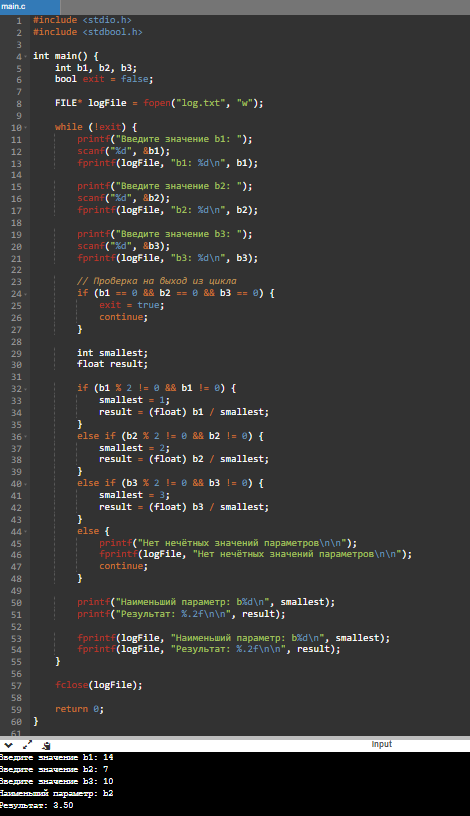 main.c
1 #include <stdio.h>
2 #include <stdbool.h>
3
4 int main() {
5 int b1, b2, b3;
6 bool exit = false;
7
8 FILE* logFile = fopen("log.txt", "w");
9
10 while (!exit) {
11 printf("Введите значение b1: ");
12 scanf("%d", &b1);
13 fprintf(logFile, "b1: %d\n", b1);
14
15 printf("Введите значение b2: ");
16 scanf("%d", &b2);
17 fprintf(logFile, "b2: %d\n", b2);
18
19 printf("Введите значение b3: ");
20 scanf("%d", &b3);
21 fprintf(logFile, "b3: %d\n", b3);
22
23 // Проверка на выход из цикла
24 if (b1 == 0 && b2 == 0 && b3 == 0) {
25 exit = true;
26 continue;
27 }
28
29 int smallest;
30 float result;
31
32 if (b1 % 2 != 0 && b1 != 0) {
33 smallest = 1;
34 result = (float) b1 / smallest;
35 }
36 else if (b2 % 2 != 0 && b2 != 0) {
37 smallest = 2;
38 result = (float) b2 / smallest;
39 }
40 else if (b3 % 2 != 0 && b3 != 0) {
41 smallest = 3;
42 result = (float) b3 / smallest;
43 }
44 else {
45 printf("Нет нечётных значений параметров\n\n");
46 fprintf(logFile, "Нет нечётных значений параметров\n\n");
47 continue;
48 }
49
50 printf("Наименьший параметр: b%d\n", smallest);
51 printf("Результат: %.2f\n\n", result);
52
53 fprintf(logFile, "Наименьший параметр: b%d\n", smallest);
54 fprintf(logFile, "Результат: %.2f\n\n", result);
55 }
56
57 fclose(logFile);
58
59 return 0;
60 }
61
input
Введите значение b1: 14
Введите значение b2: 7
Введите значение b3: 10
Наименьший параметр: b2
Результат: 3.50